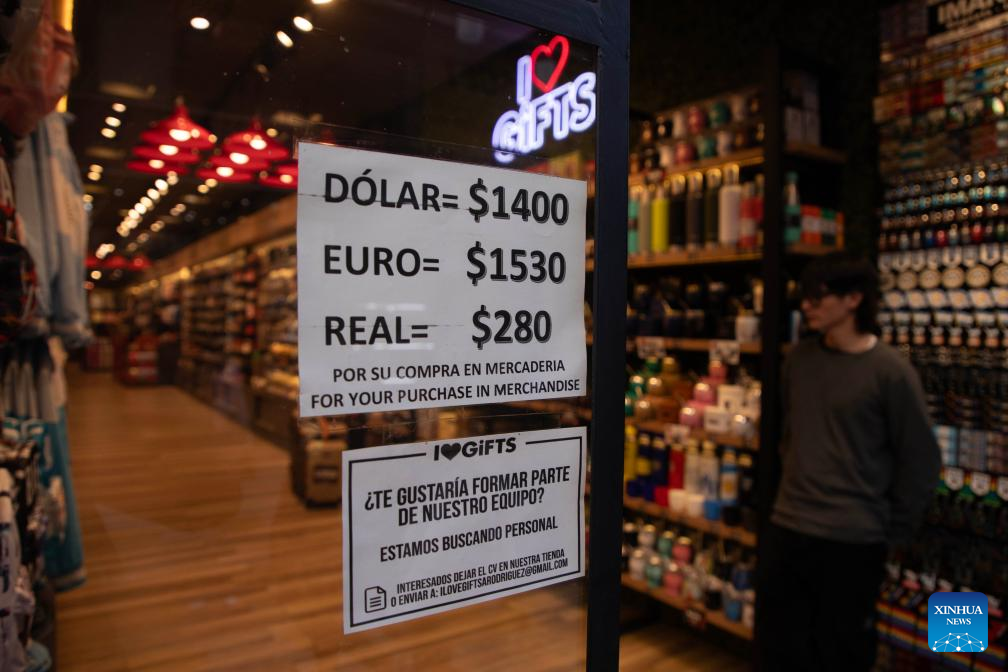 I ♥
GiFTS
DÓLAR= $1400
EURO= $1530
REAL= $280
POR SU COMPRA EN MERCADERIA
FOR YOUR PURCHASE IN MERCHANDISE
I♥GiFTS
¿TE GUSTARÍA FORMAR PARTE
DE NUESTRO EQUIPO?
ESTAMOS BUSCANDO PERSONAL
INTERESADOS DEJAR EL CV EN NUESTRA TIENDA
O ENVIAR A: ILOVEGIFTSARODRIGUEZ@GMAIL.COM
XINHUA
NEWS